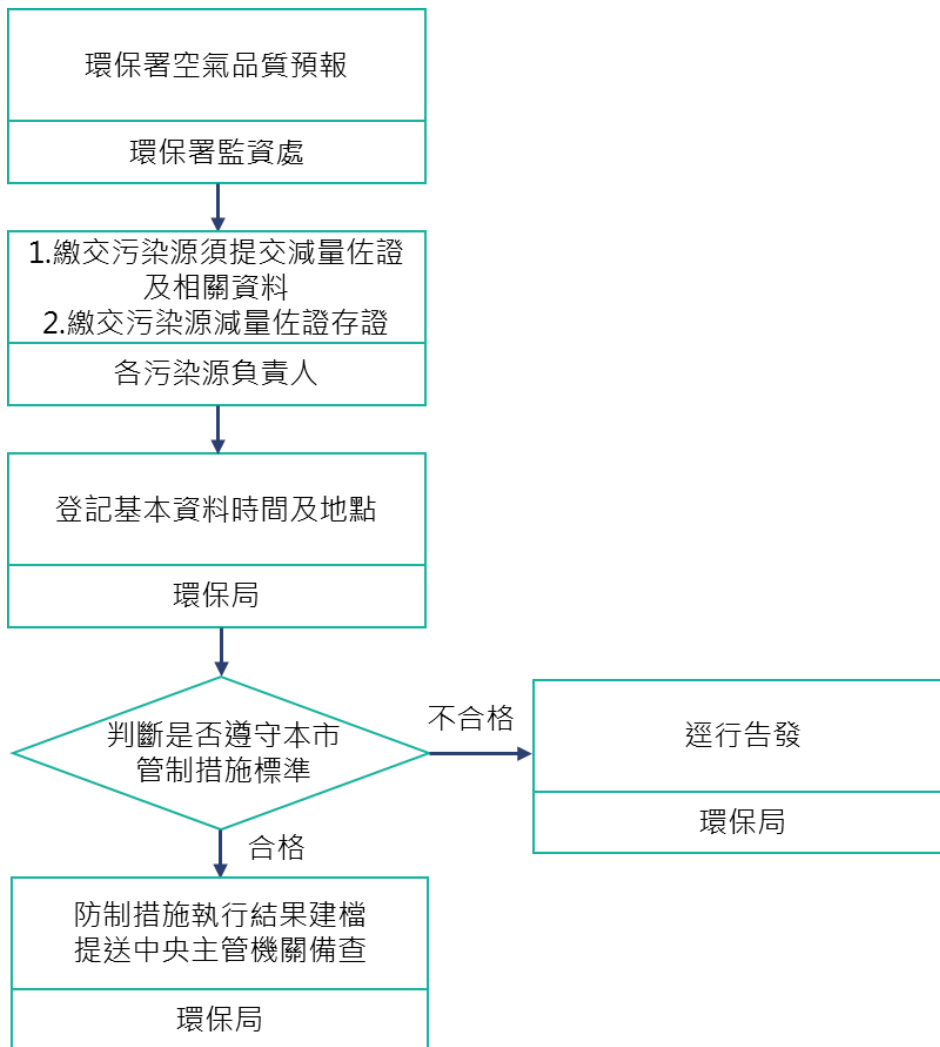 環保署空氣品質預報
環保署監資處
1.繳交污染源須提交減量佐證
及相關資料
2.繳交污染源減量佐證存證
各污染源負責人
登記基本資料時間及地點
環保局
判斷是否遵守本市
管制措施標準
不合格
逕行告發
環保局
合格
防制措施執行結果建檔
提送中央主管機關備查
環保局